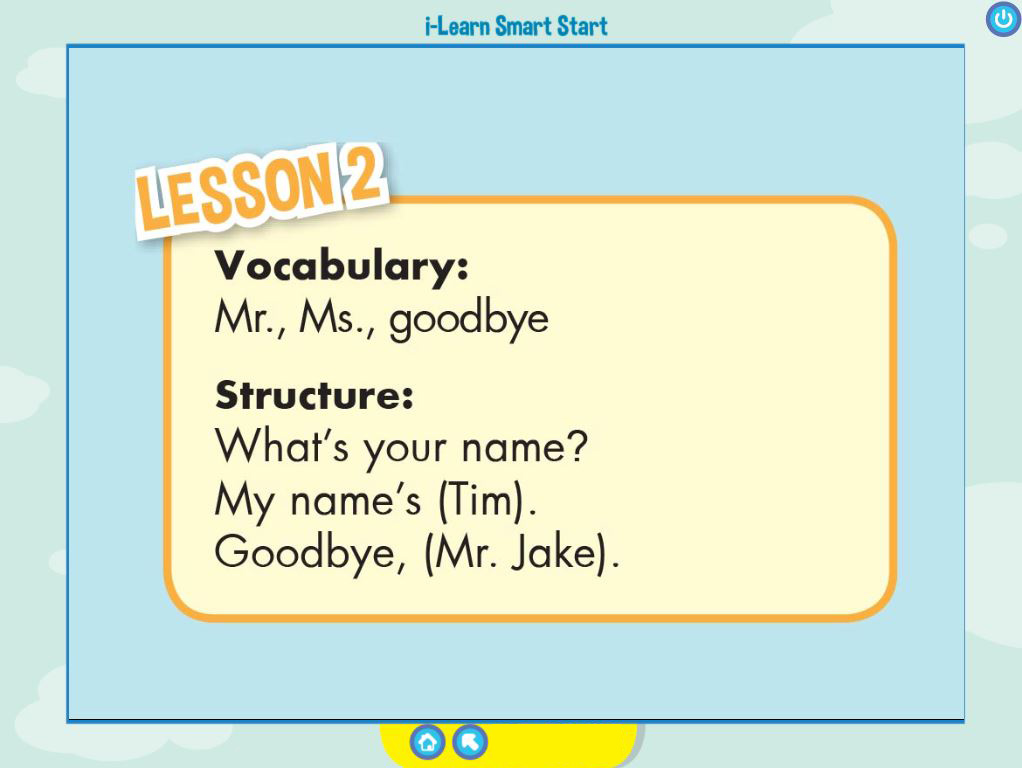 i-Learn Smart Start
LESSON 2
Vocabulary:
Mr., Ms., goodbye
Structure:
What’s your name?
My name’s (Tim).
Goodbye, (Mr. Jake).